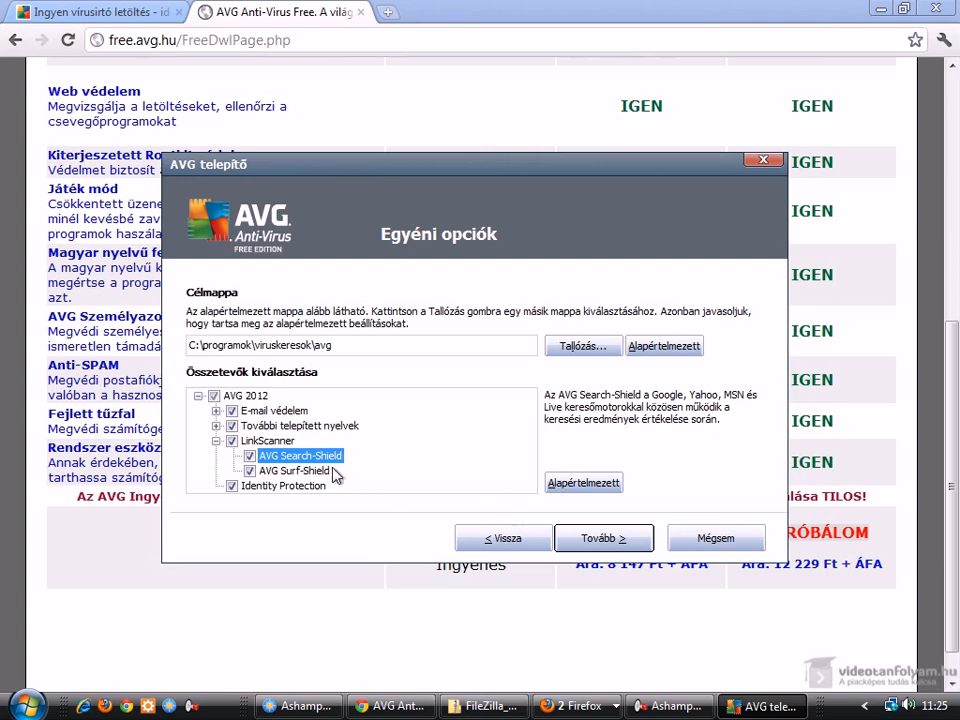 Ingyen vírusirtó letöltés - id
AVG Anti-Virus Free. A világ
free.avg.hu/FreeDwlPage.php
Web védelem
Megvizsgálja a letöltéseket, ellenőrzi a
csevegőprogramokat
IGEN
IGEN
Kiterjesztett
Védelmet biztosít
IGEN
Játék mód
Csökkentett üzene
minél kevésbé zav
programok haszála
IGEN
Magyar nyelvű fe
A magyar nyelvű k
megértse a progra
azt.
IGEN
AVG Személyazo
Megvédi személyes
ismeretlen támadá
IGEN
Anti-SPAM
Megvédi postafiók
valóban a hasznos
IGEN
Fejlett tűzfal
Megvédi számítóg
IGEN
Rendszer eszköz
Annak érdekében,
tarthassa számítóg
IGEN
Az AVG Ingy
lása TILOS!
RÓBÁLOM
Ingyenes
Ára: 8 147 Ft + ÁFA
Ára: 12 229 Ft + ÁFA
AVG telepítő
AVG.
Anti-Virus
FREE EDITION
Egyéni opciók
Célmappa
Az alapértelmezett mappa alább látható. Kattintson a Tallózás gombra egy másik mappa kiválasztásához. Azonban javasoljuk,
hogy tartsa meg az alapértelmezett beállításokat.
C:\programok\viruskeresok\avg
Tallózás...
Alapértelmezett
Összetevők kiválasztása
AVG 2012
E-mail védelem
További telepített nyelvek
LinkScanner
AVG Search-Shield
AVG Surf-Shield
Identity Protection
Az AVG Search-Shield a Google, Yahoo, MSN és
Live keresőmotorokkal közösen működik a
keresési eredmények értékelése során.
Alapértelmezett
< Vissza
Tovább >
Mégsem
videotanfolyam.hu
A piacképes tudás kulcsa.
Ashamp...
AVG Ant...
FileZilla_...
2 Firefox
Ashamp...
AVG tele...
11:25